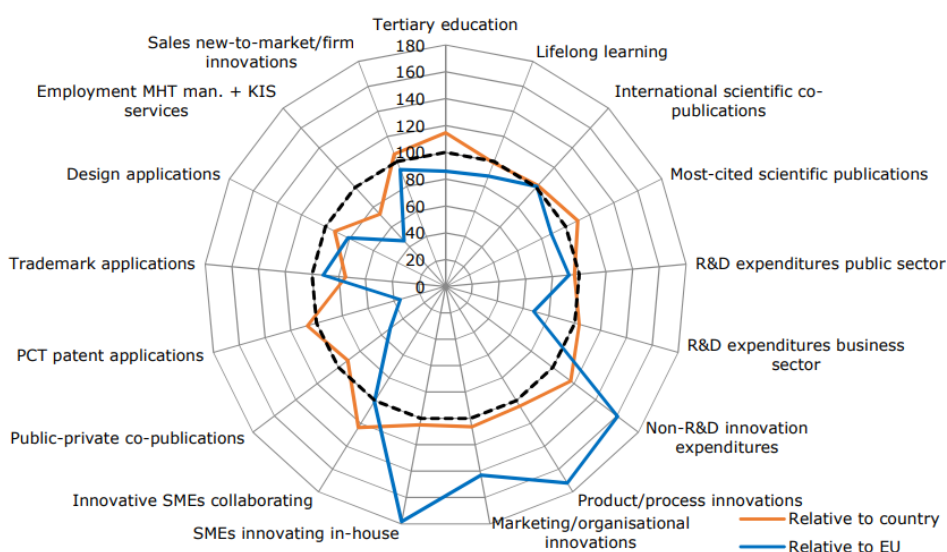 Tertiary education
Sales new-to-market/firm
innovations
Lifelong learning
Employment MHT man. + KIS
services
International scientific co-
publications
Design applications
Most-cited scientific publications
Trademark applications
R&D expenditures public sector
PCT patent applications
R&D expenditures business
sector
Public-private co-publications
Non-R&D innovation
expenditures
Innovative SMEs collaborating
Product/process innovations
SMEs innovating in-house
Marketing/organisational
innovations
180
160
140
120
100
80
60
40
20
0
Relative to country
Relative to EU